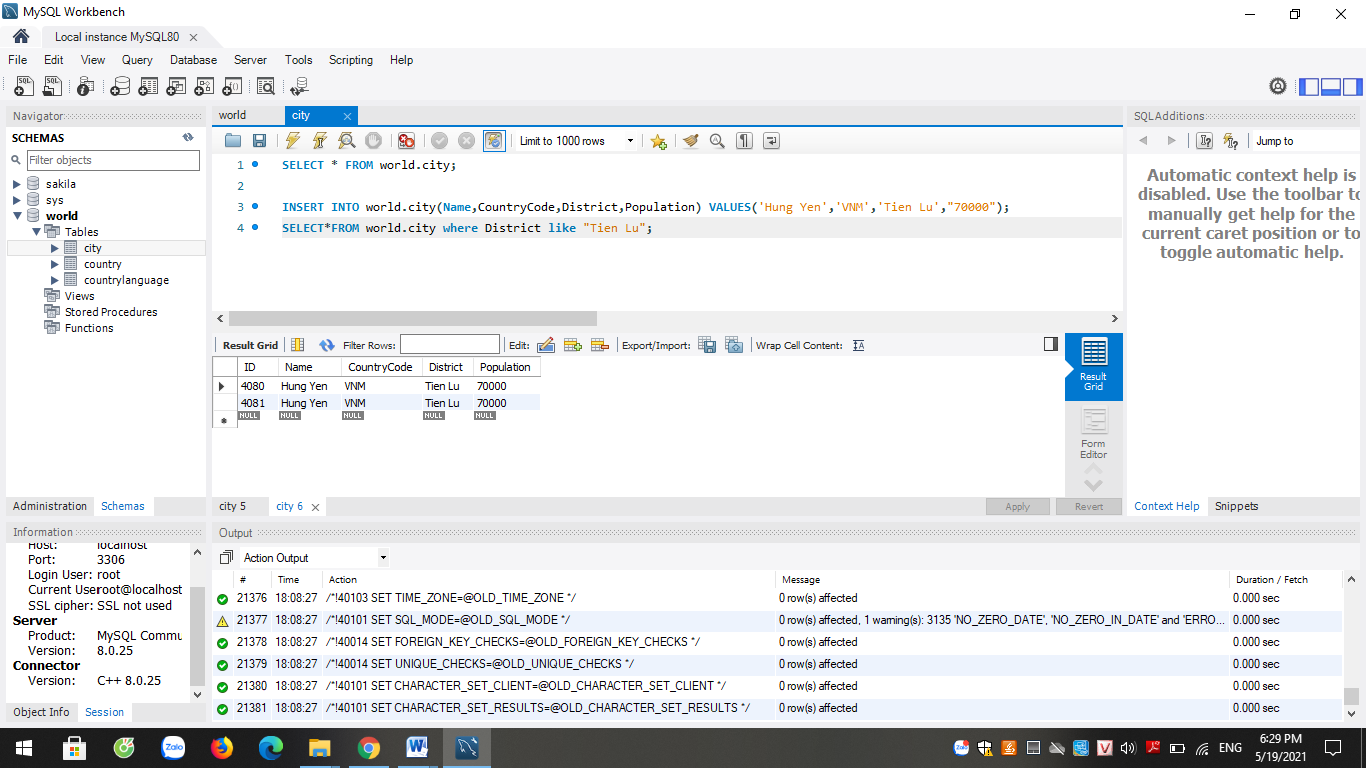 MySQL Workbench
Local instance MySQL80
File Edit View Query Database Server Tools Scripting Help
Navigator
SCHEMAS
Filter objects
sakila
sys
world
Tables
city
country
countrylanguage
Views
Stored Procedures
Functions
Administration Schemas
Information
Host: localhost
Port: 3306
Login User: root
Current User root@localhost
SSL cipher: SSL not used
Server
Product: MySQL Commu
Version: 8.0.25
Connector
Version: C++ 8.0.25
Object Info Session
world city
Limit to 1000 rows
1 SELECT * FROM world.city;
2
3 INSERT INTO world.city(Name,CountryCode,District,Population) VALUES('Hung Yen','VNM','Tien Lu',"70000");
4 SELECT*FROM world.city where District like "Tien Lu";
Result Grid Filter Rows: Edit: Export/Import: Wrap Cell Content:
ID Name CountryCode District Population
4080 Hung Yen VNM Tien Lu 70000
4081 Hung Yen VNM Tien Lu 70000
NULL NULL NULL NULL NULL
Result Grid
Form Editor
city 5 city 6 Apply Revert
SQLAdditions
Jump to
Automatic context help is
disabled. Use the toolbar to
manually get help for the
current caret position or to
toggle automatic help.
Context Help Snippets
Output
Action Output
# Time Action Message Duration / Fetch
21376 18:08:27 /*!40103 SET TIME_ZONE=@OLD_TIME_ZONE */ 0 row(s) affected 0.000 sec
21377 18:08:27 /*!40101 SET SQL_MODE=@OLD_SQL_MODE */ 0 row(s) affected, 1 warning(s): 3135 'NO_ZERO_DATE', 'NO_ZERO_IN_DATE' and 'ERRO... 0.000 sec
21378 18:08:27 /*!40014 SET FOREIGN_KEY_CHECKS=@OLD_FOREIGN_KEY_CHECKS */ 0 row(s) affected 0.000 sec
21379 18:08:27 /*!40014 SET UNIQUE_CHECKS=@OLD_UNIQUE_CHECKS */ 0 row(s) affected 0.000 sec
21380 18:08:27 /*!40101 SET CHARACTER_SET_CLIENT=@OLD_CHARACTER_SET_CLIENT */ 0 row(s) affected 0.000 sec
21381 18:08:27 /*!40101 SET CHARACTER_SET_RESULTS=@OLD_CHARACTER_SET_RESULTS */ 0 row(s) affected 0.000 sec
Zalo
ENG
6:29 PM
5/19/2021